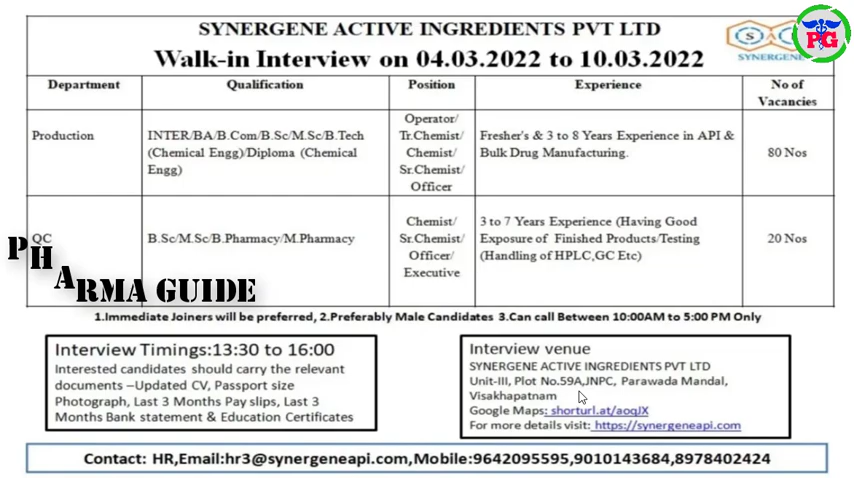 SYNERGENE ACTIVE INGREDIENTS PVT LTD
Walk-in Interview on 04.03.2022 to 10.03.2022
SAC
SYNERGENE
PG
Department Qualification Position Experience No of Vacancies
Production
INTER/BA/B.Com/B.Sc/M.Sc/B.Tech
(Chemical Engg)/Diploma (Chemical
Engg)
Operator/
Tr.Chemist/
Chemist/
Sr.Chemist/
Officer
Fresher's & 3 to 8 Years Experience in API &
Bulk Drug Manufacturing.
80 Nos
QC
B.Sc/M.Sc/B.Pharmacy/M.Pharmacy
Chemist/
Sr.Chemist/
Officer/
Executive
3 to 7 Years Experience (Having Good
Exposure of Finished Products/Testing
(Handling of HPLC,GC Etc)
20 Nos
PHARMA GUIDE
1.Immediate Joiners will be preferred, 2.Preferably Male Candidates 3.Can call Between 10:00AM to 5:00 PM Only
Interview Timings:13:30 to 16:00
Interested candidates should carry the relevant
documents –Updated CV, Passport size
Photograph, Last 3 Months Pay slips, Last 3
Months Bank statement & Education Certificates
Interview venue
SYNERGENE ACTIVE INGREDIENTS PVT LTD
Unit-III, Plot No.59A,JNPC, Parawada Mandal,
Visakhapatnam
Google Maps: shorturl.at/aoqJX
For more details visit: https://synergeneapi.com
Contact: HR,Email:hr3@synergeneapi.com,Mobile:9642095595,9010143684,8978402424